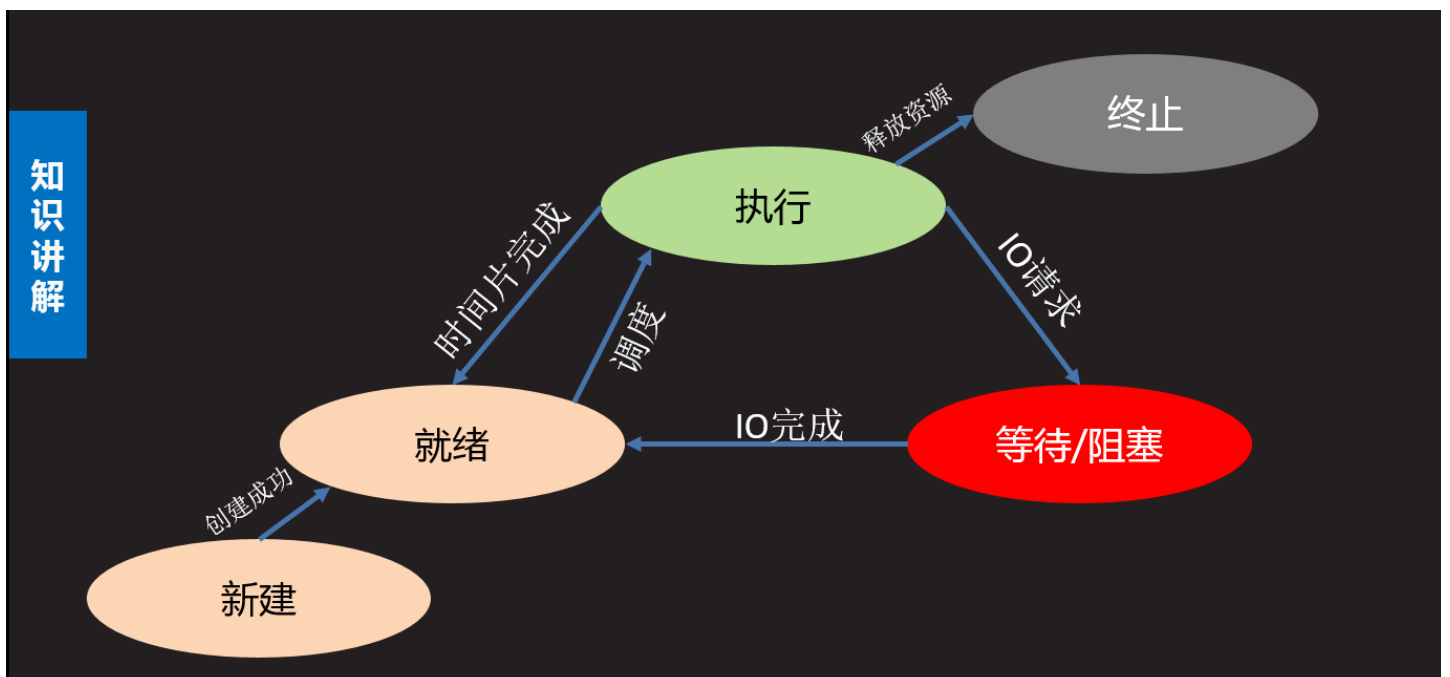 知识讲解
终止
释放资源
执行
时间片完成
IO请求
调度
就绪
IO完成
等待/阻塞
创建成功
新建